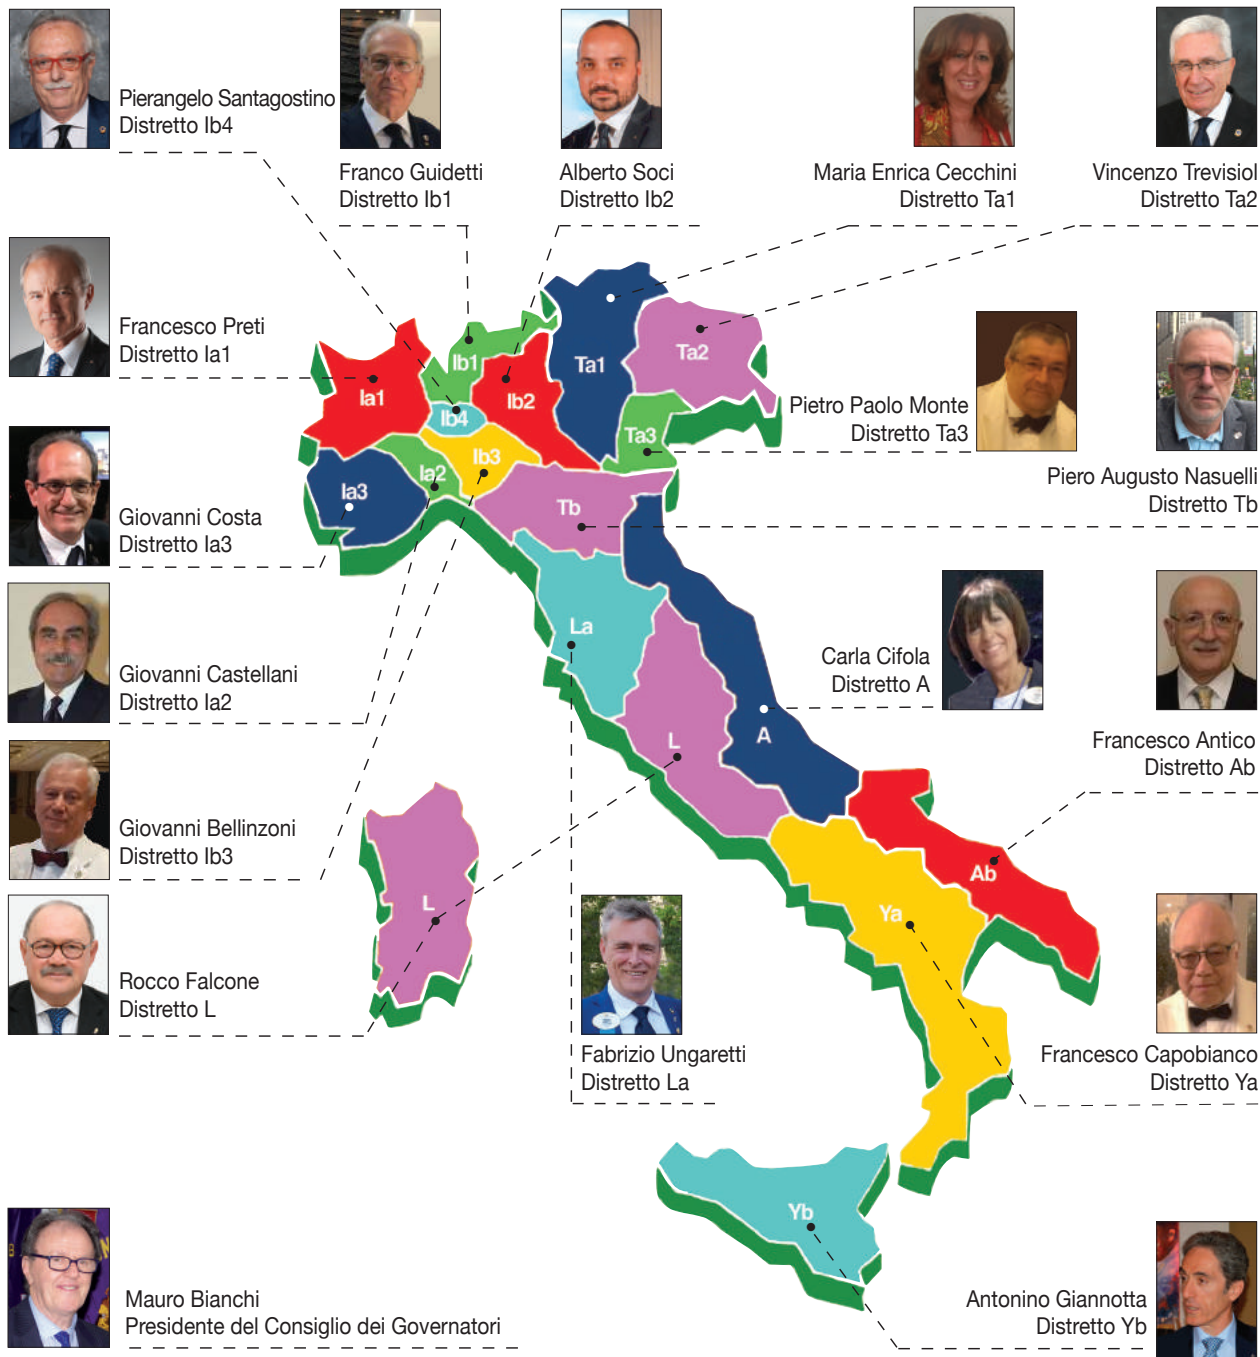 Pierangelo Santagostino
Distretto Ib4
Franco Guidetti
Distretto Ib1
Alberto Soci
Distretto Ib2
Maria Enrica Cecchini
Distretto Ta1
Vincenzo Trevisiol
Distretto Ta2
Francesco Preti
Distretto Ia1
Pietro Paolo Monte
Distretto Ta3
Piero Augusto Nasuelli
Distretto Tb
Giovanni Costa
Distretto Ia3
Giovanni Castellani
Distretto Ia2
Carla Cifola
Distretto A
Francesco Antico
Distretto Ab
Giovanni Bellinzoni
Distretto Ib3
Rocco Falcone
Distretto L
Fabrizio Ungaretti
Distretto La
Francesco Capobianco
Distretto Ya
Mauro Bianchi
Presidente del Consiglio dei Governatori
Antonino Giannotta
Distretto Yb
Ib1
Ta1
Ta2
Ia1
Ib2
Ib4
Ta3
Ib3
Ia2
Ia3
Tb
La
L
A
Ab
L
Ya
Yb